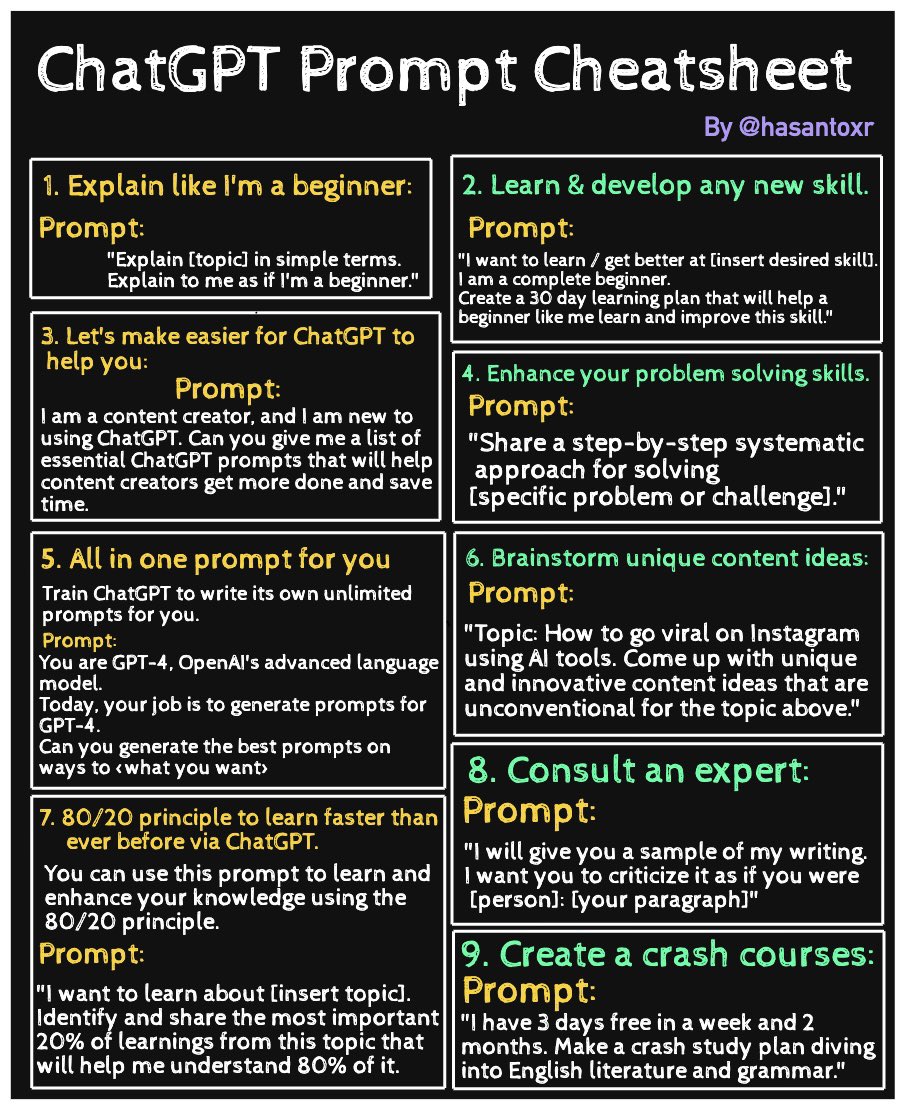 ChatGPT Prompt Cheatsheet
By @hasantoxr
1. Explain like I'm a beginner:
Prompt:
"Explain [topic] in simple terms.
Explain to me as if I'm a beginner."
2. Learn & develop any new skill.
Prompt:
"I want to learn / get better at [insert desired skill].
I am a complete beginner.
Create a 30 day learning plan that will help a
beginner like me learn and improve this skill."
3. Let's make easier for ChatGPT to
help you:
Prompt:
I am a content creator, and I am new to
using ChatGPT. Can you give me a list of
essential ChatGPT prompts that will help
content creators get more done and save
time.
4. Enhance your problem solving skills.
Prompt:
"Share a step-by-step systematic
approach for solving
[specific problem or challenge]."
5. All in one prompt for you
Train ChatGPT to write its own unlimited
prompts for you.
Prompt:
You are GPT-4, OpenAI's advanced language
model.
Today, your job is to generate prompts for
GPT-4.
Can you generate the best prompts on
ways to <what you want>
6. Brainstorm unique content ideas:
Prompt:
"Topic: How to go viral on Instagram
using AI tools. Come up with unique
and innovative content ideas that are
unconventional for the topic above."
7. 80/20 principle to learn faster than
ever before via ChatGPT.
You can use this prompt to learn and
enhance your knowledge using the
80/20 principle.
Prompt:
"I want to learn about [insert topic].
Identify and share the most important
20% of learnings from this topic that
will help me understand 80% of it.
8. Consult an expert:
Prompt:
"I will give you a sample of my writing.
I want you to criticize it as if you were
[person]: [your paragraph]"
9. Create a crash courses:
Prompt:
"I have 3 days free in a week and 2
months. Make a crash study plan diving
into English literature and grammar."